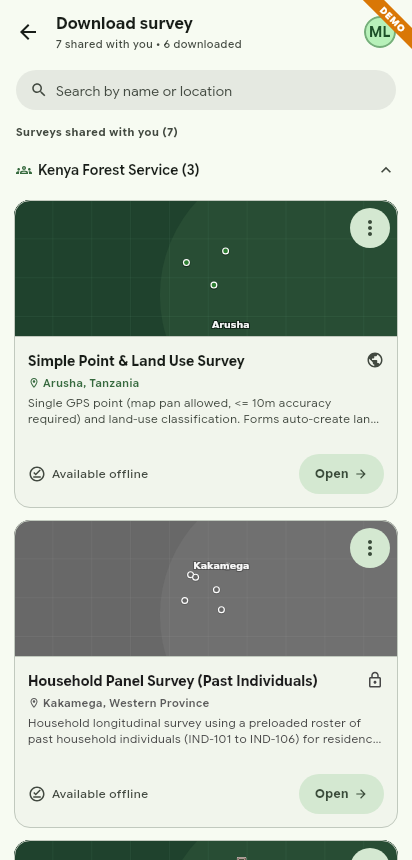 Download survey
7 shared with you • 6 downloaded
ML
DEMO
Search by name or location
Surveys shared with you (7)
Kenya Forest Service (3)
Arusha
Simple Point & Land Use Survey
Arusha, Tanzania
Single GPS point (map pan allowed, <= 10m accuracy
required) and land-use classification. Forms auto-create lan...
Available offline
Open
Kakamega
Household Panel Survey (Past Individuals)
Kakamega, Western Province
Household longitudinal survey using a preloaded roster of
past household individuals (IND-101 to IND-106) for residenc...
Available offline
Open